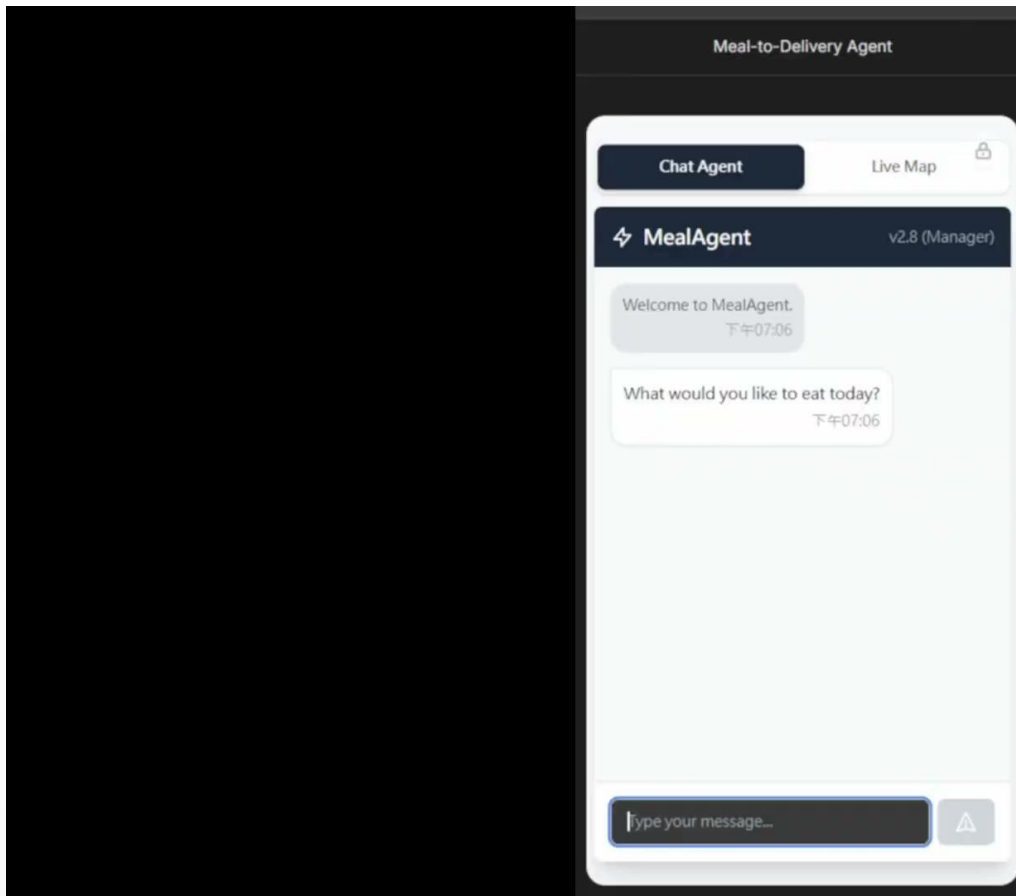 Meal-to-Delivery Agent
Chat Agent
Live Map
MealAgent
v2.8 (Manager)
Welcome to MealAgent.
下午07:06
What would you like to eat today?
下午07:06
Type your message...